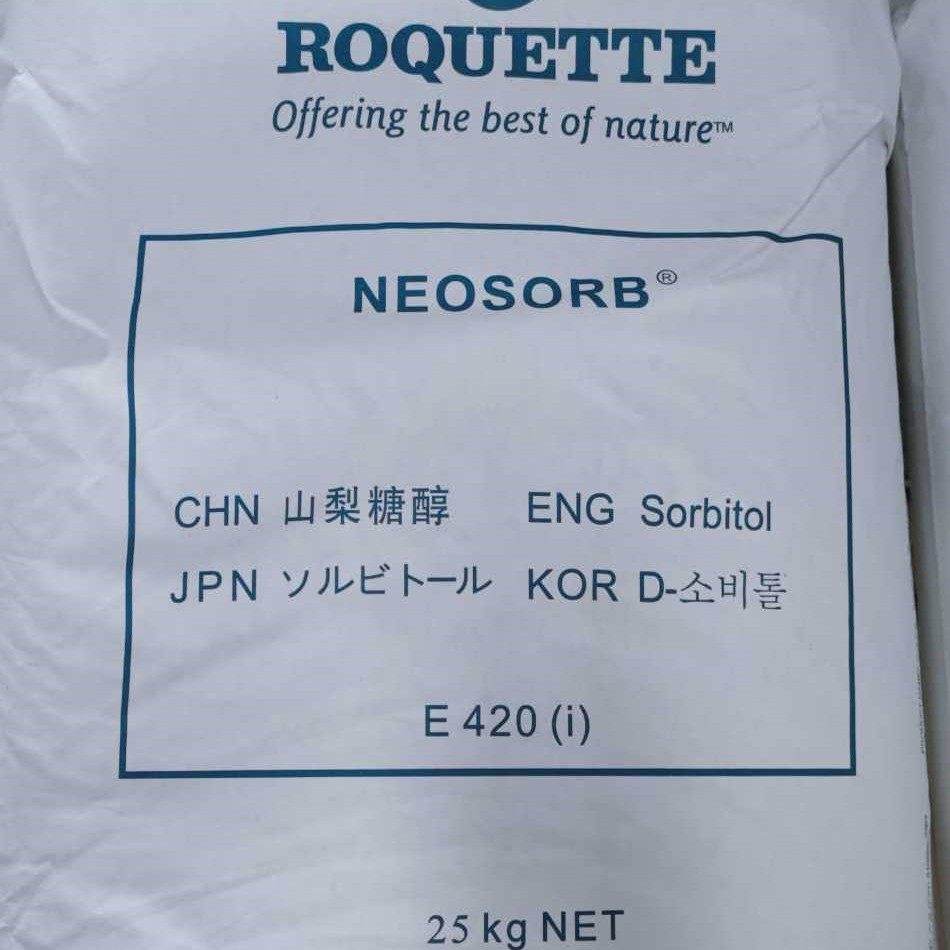 ROQUETTE
Offering the best of nature™
NEOSORB®
CHN 山梨糖醇 ENG Sorbitol
JPN ソルビトール KOR D-소비톨
E 420 (i)
25 kg NET